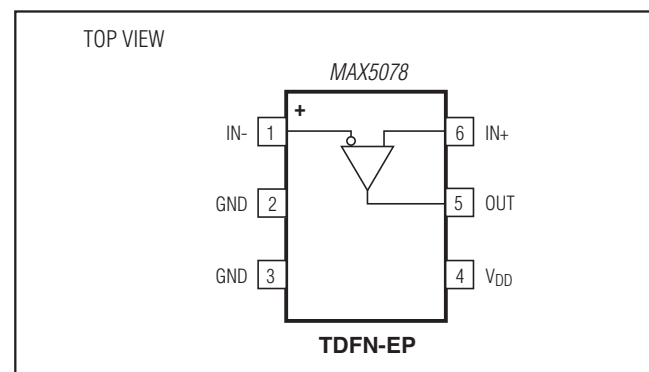 TOP VIEW
MAX5078
+
IN- 1 6 IN+
GND 2 5 OUT
GND 3 4 VDD
TDFN-EP